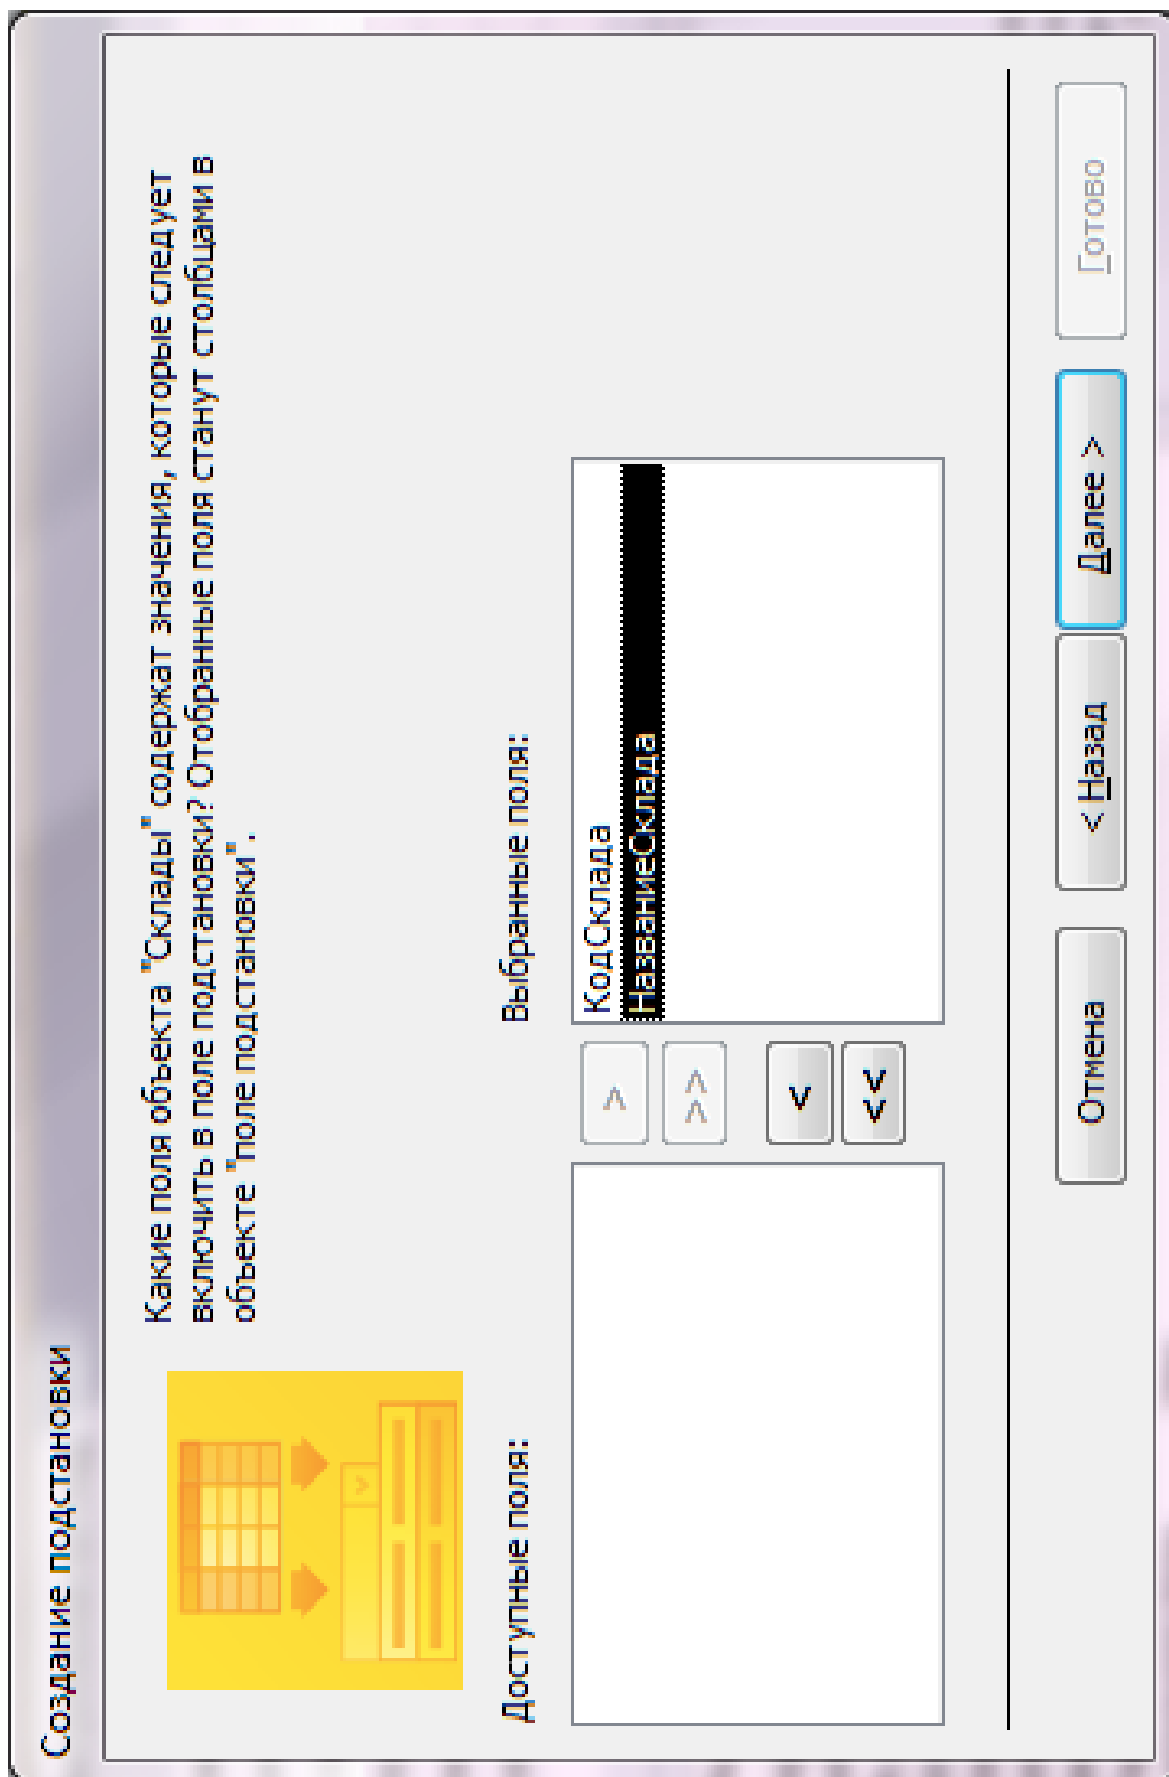 Создание подстановки
Какие поля объекта "Склады" содержат значения, которые следует
включить в поле подстановки? Отобранные поля станут столбцами в
объекте "поле подстановки".
Доступные поля:
Выбранные поля:
КодСклада
НазваниеСклада
>
>>
<
<<
Отмена
< Назад
Далее >
Готово